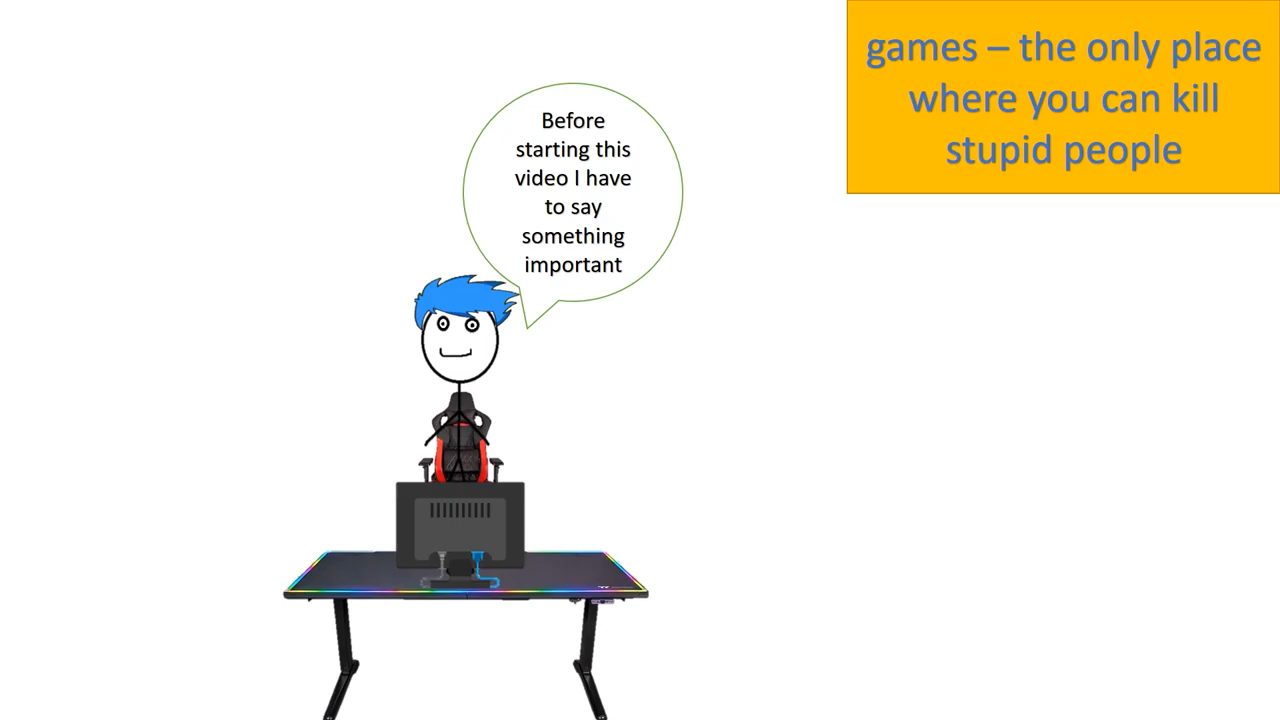 games – the only place
where you can kill
stupid people
Before
starting this
video I have
to say
something
important